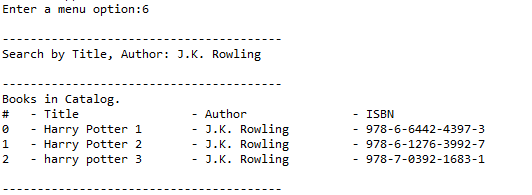 Enter a menu option:6
----------------------------------------
Search by Title, Author: J.K. Rowling
----------------------------------------
Books in Catalog.
# - Title - Author - ISBN
0 - Harry Potter 1 - J.K. Rowling - 978-6-6442-4397-3
1 - Harry Potter 2 - J.K. Rowling - 978-6-1276-3992-7
2 - harry potter 3 - J.K. Rowling - 978-7-0392-1683-1
----------------------------------------